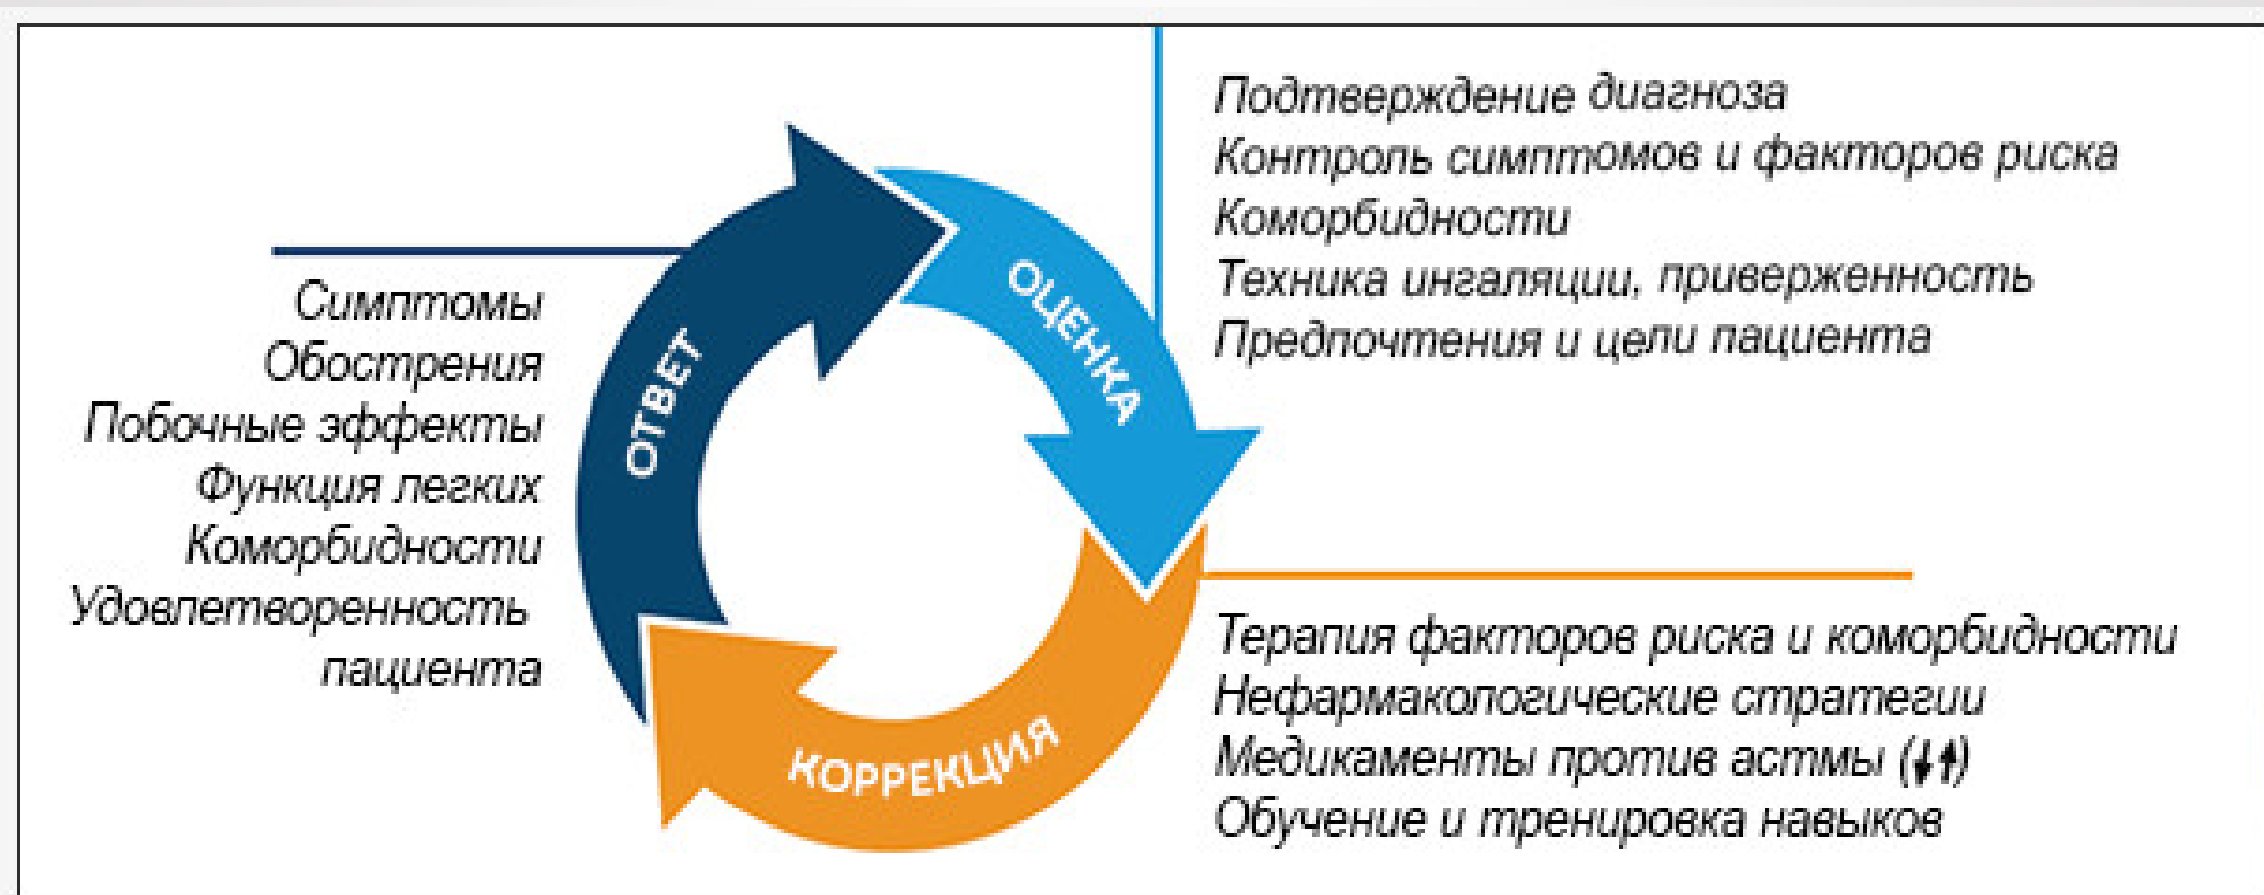 Подтверждение диагноза
Контроль симптомов и факторов риска
Коморбидности
Техника ингаляции, приверженность
Предпочтения и цели пациента
ОЦЕНКА
Терапия факторов риска и коморбидности
Нефармакологические стратегии
Медикаменты против астмы (↓↑)
Обучение и тренировка навыков
КОРРЕКЦИЯ
ОТВЕТ
Симптомы
Обострения
Побочные эффекты
Функция легких
Коморбидности
Удовлетворенность
пациента